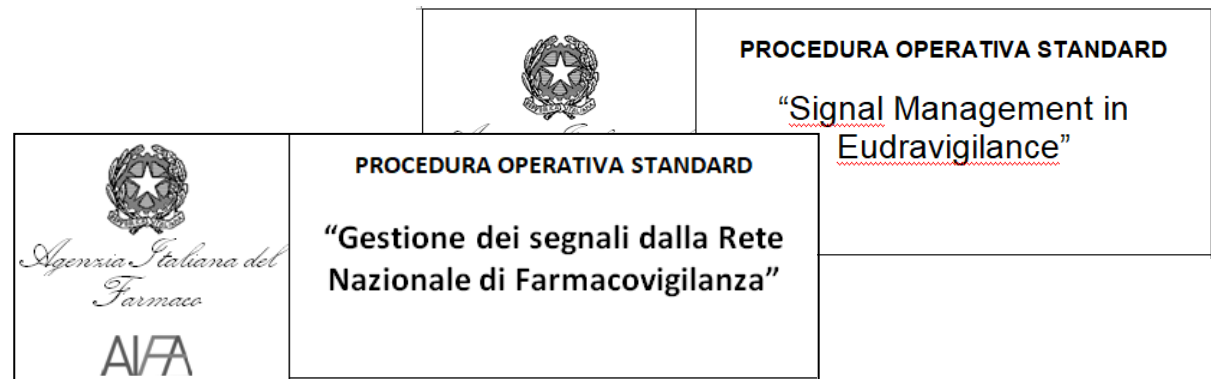 PROCEDURA OPERATIVA STANDARD
“Signal Management in
Eudravigilance”
PROCEDURA OPERATIVA STANDARD
“Gestione dei segnali dalla Rete
Nazionale di Farmacovigilanza”
Agenzia Italiana del
Farmaco
AIFA